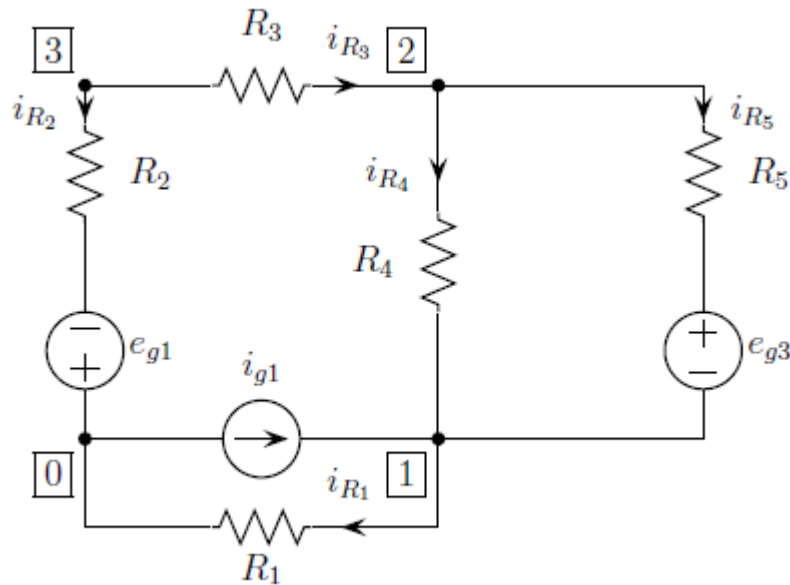 R3
3
iR3
2
iR2
iR5
R2
iR4
R5
R4
− + eg1
ig1
+ − eg3
0
iR1
1
R1